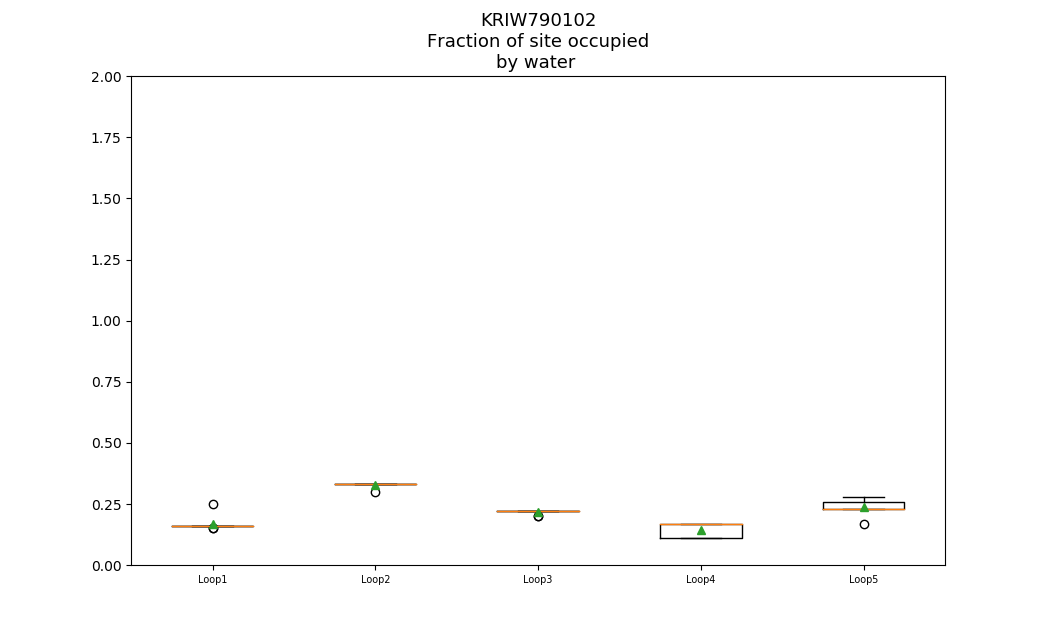 KRIW790102
Fraction of site occupied
by water
2.00
1.75
1.50
1.25
1.00
0.75
0.50
0.25
0.00
Loop1
Loop2
Loop3
Loop4
Loop5